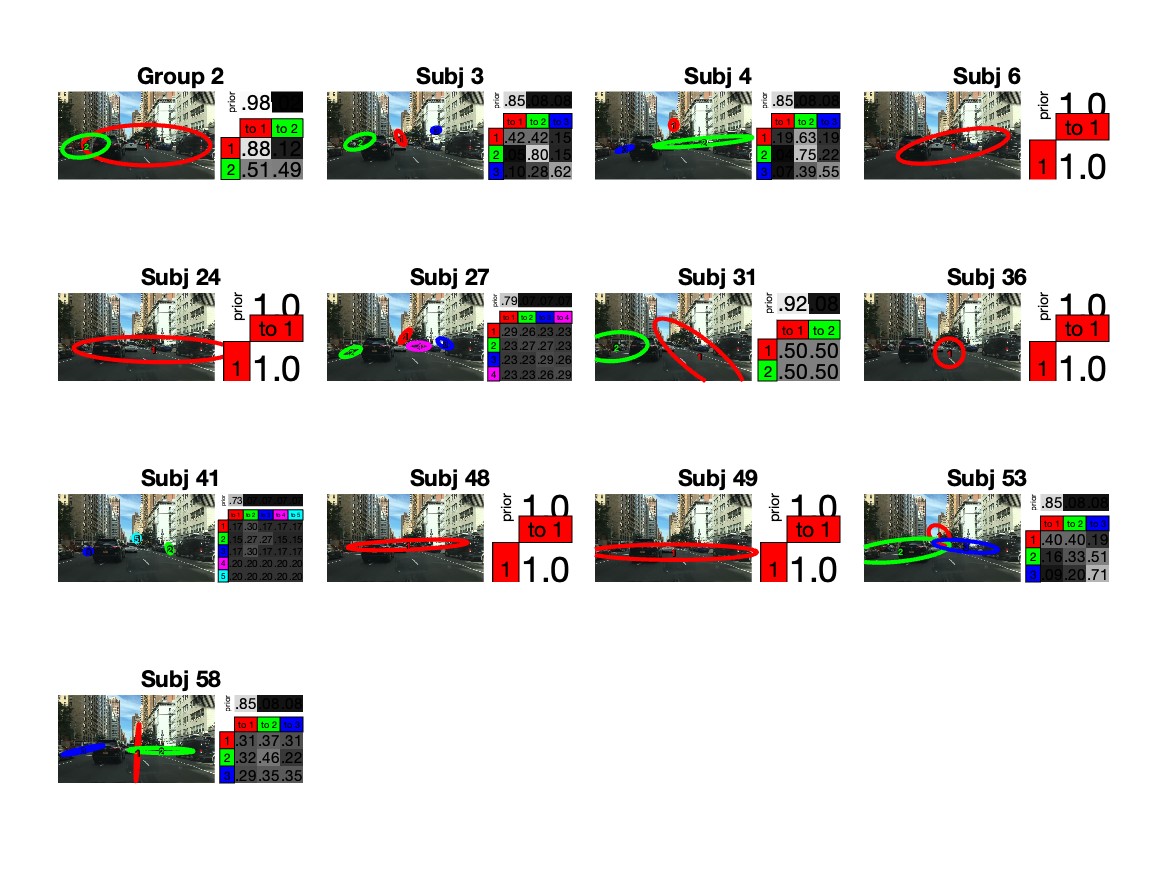 Group 2
prior .98
to 1 to 2
1 .88 .12
2 .51 .49
Subj 3
prior .85 .08 .08
to 1 to 2 to 3
1 .42 .42 .15
2 .80 .15
3 .10 .28 .62
Subj 4
prior .85 .08 .08
to 1 to 2 to 3
1 .19 .63 .19
2 .75 .22
3 .07 .39 .55
Subj 6
prior 1.0
to 1
1 1.0
Subj 24
prior 1.0
to 1
1 1.0
Subj 27
prior .79 .07 .07 .07
to 1 to 2 to 3 to 4
1 .29 .26 .23 .23
2 .23 .27 .27 .23
3 .23 .23 .29 .26
4 .23 .23 .26 .29
Subj 31
prior .92 .08
to 1 to 2
1 .50 .50
2 .50 .50
Subj 36
prior 1.0
to 1
1 1.0
Subj 41
prior .73
to 1 to 2 to 3 to 4 to 5
1 .17 .30 .17 .17 .17
2 .15 .27 .27 .15 .15
3 .17 .30 .17 .17 .17
4 .20 .20 .20 .20 .20
5 .20 .20 .20 .20 .20
Subj 48
prior 1.0
to 1
1 1.0
Subj 49
prior 1.0
to 1
1 1.0
Subj 53
prior .85 .08 .08
to 1 to 2 to 3
1 .40 .40 .19
2 .16 .33 .51
3 .09 .20 .71
Subj 58
prior .85 .08 .08
to 1 to 2 to 3
1 .31 .37 .31
2 .32 .46 .22
3 .29 .35 .35